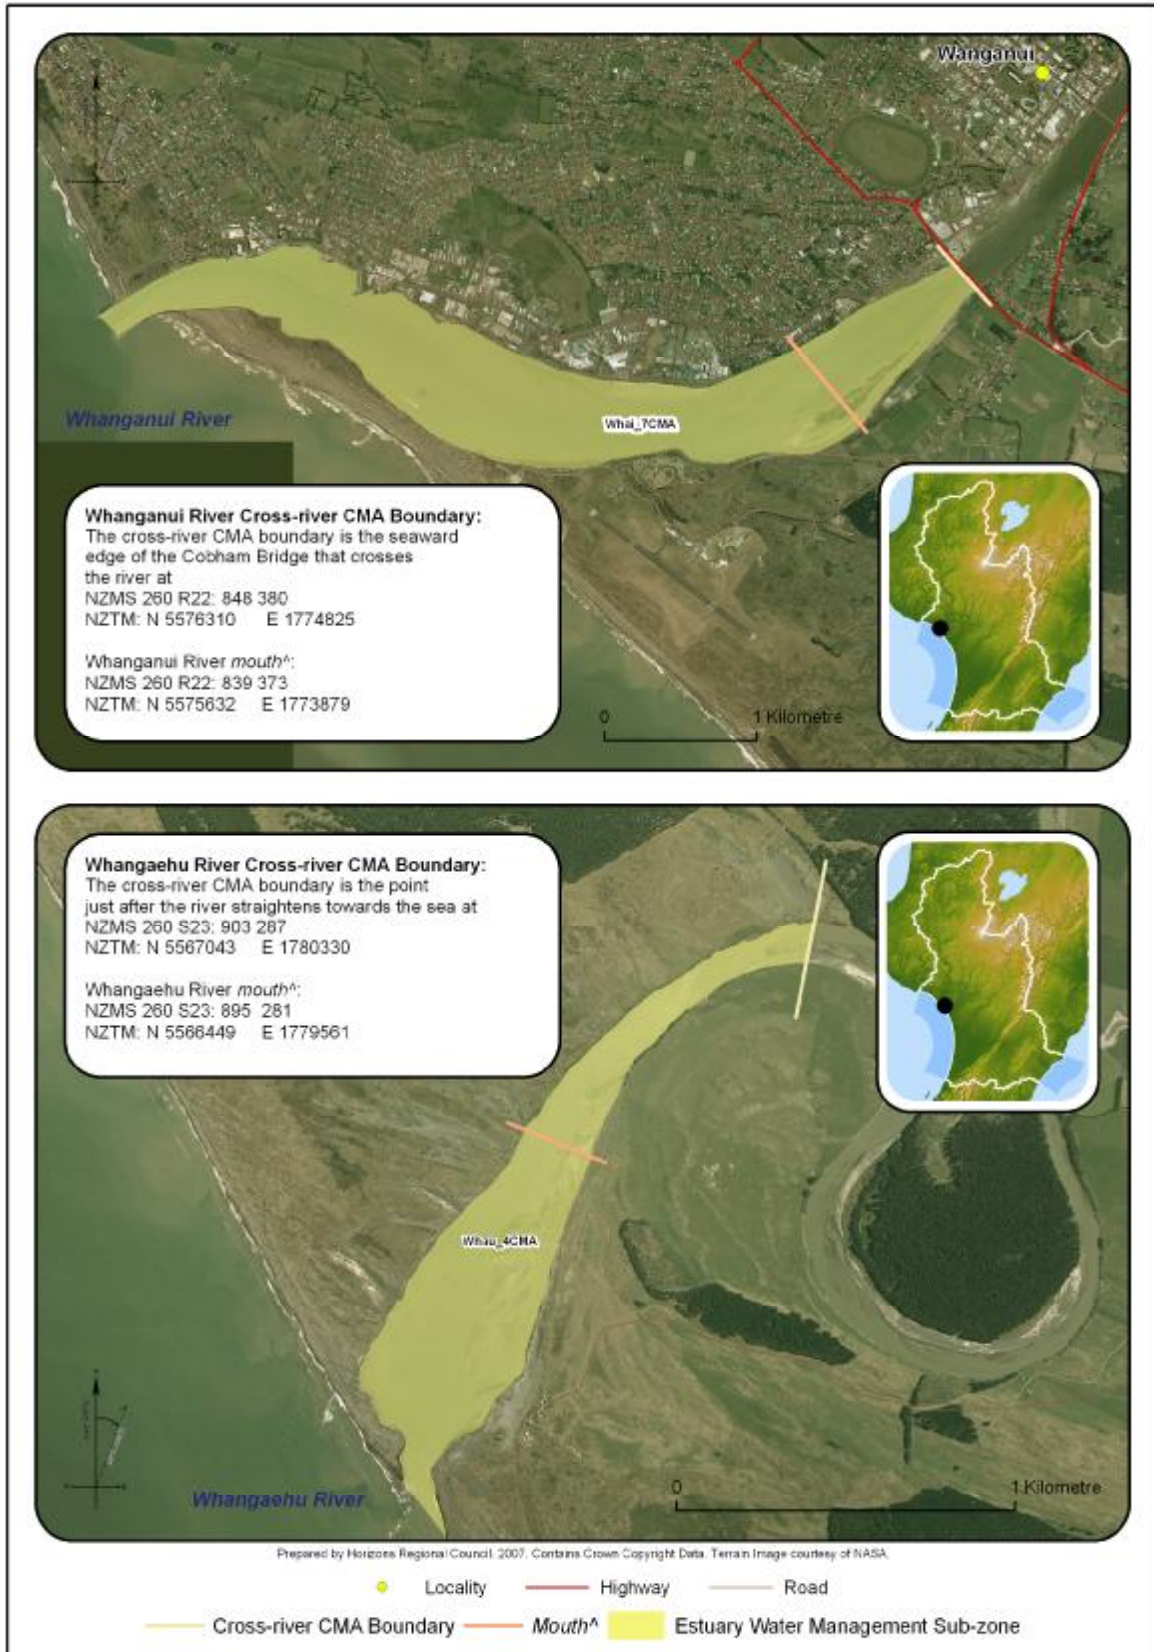 Wanganui
Whai_7CMA
Whanganui River
Whanganui River Cross-river CMA Boundary:
The cross-river CMA boundary is the seaward
edge of the Cobham Bridge that crosses
the river at
NZMS 260 R22: 848 380
NZTM: N 5576310 E 1774825
Whanganui River mouth^:
NZMS 260 R22: 839 373
NZTM: N 5575632 E 1773879
0 1 Kilometre
Whangaehu River Cross-river CMA Boundary:
The cross-river CMA boundary is the point
just after the river straightens towards the sea at
NZMS 260 S23: 903 287
NZTM: N 5567043 E 1780330
Whangaehu River mouth^:
NZMS 260 S23: 895 281
NZTM: N 5566449 E 1779561
Whau_4CMA
Whangaehu River
0 1 Kilometre
Prepared by Horizons Regional Council, 2007. Contains Crown Copyright Data. Terrain Image courtesy of NASA.
Locality Highway Road
Cross-river CMA Boundary Mouth^ Estuary Water Management Sub-zone